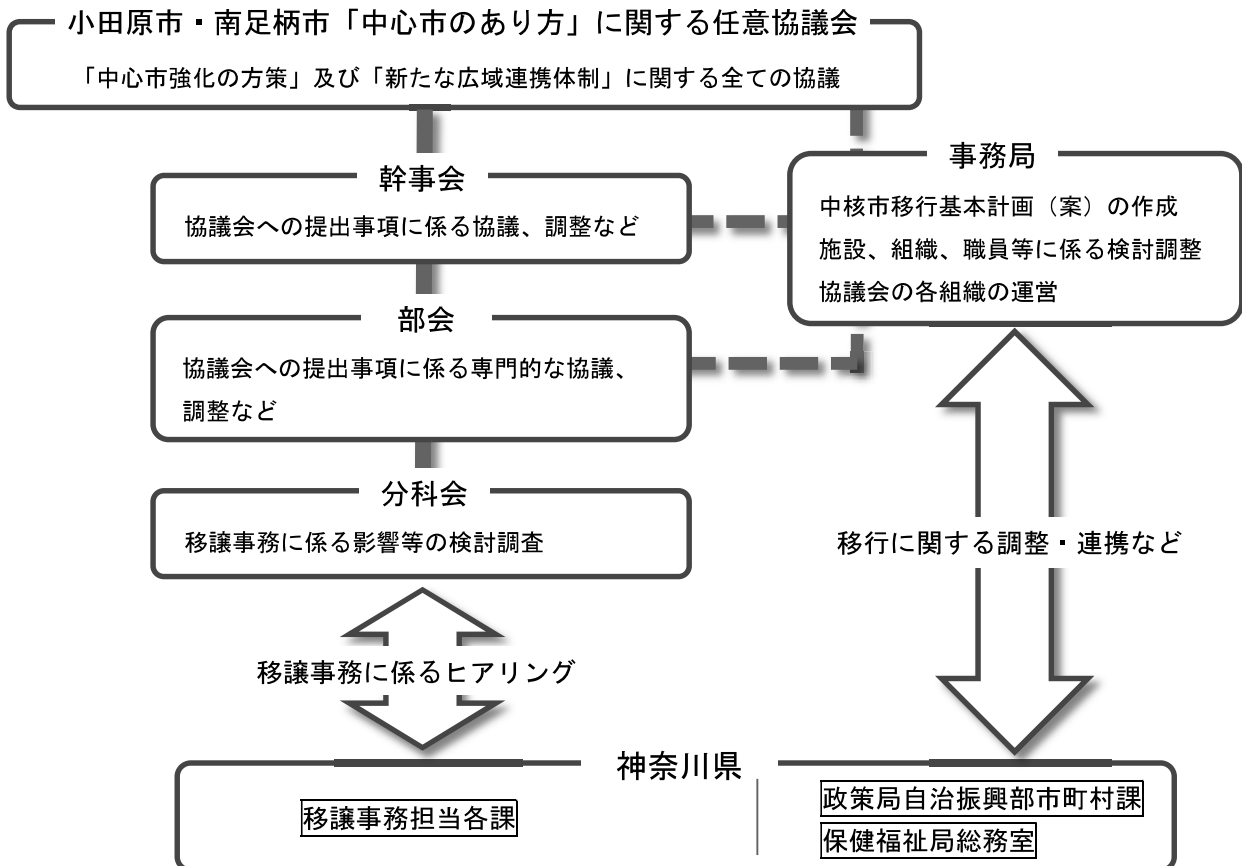 小田原市・南足柄市「中心市のあり方」に関する任意協議会
「中心市強化の方策」及び「新たな広域連携体制」に関する全ての協議
幹事会
協議会への提出事項に係る協議、調整など
事務局
中核市移行基本計画（案）の作成
施設、組織、職員等に係る検討調整
協議会の各組織の運営
部会
協議会への提出事項に係る専門的な協議、
調整など
分科会
移譲事務に係る影響等の検討調査
移行に関する調整・連携など
移譲事務に係るヒアリング
神奈川県
移譲事務担当各課
政策局自治振興部市町村課
保健福祉局総務室